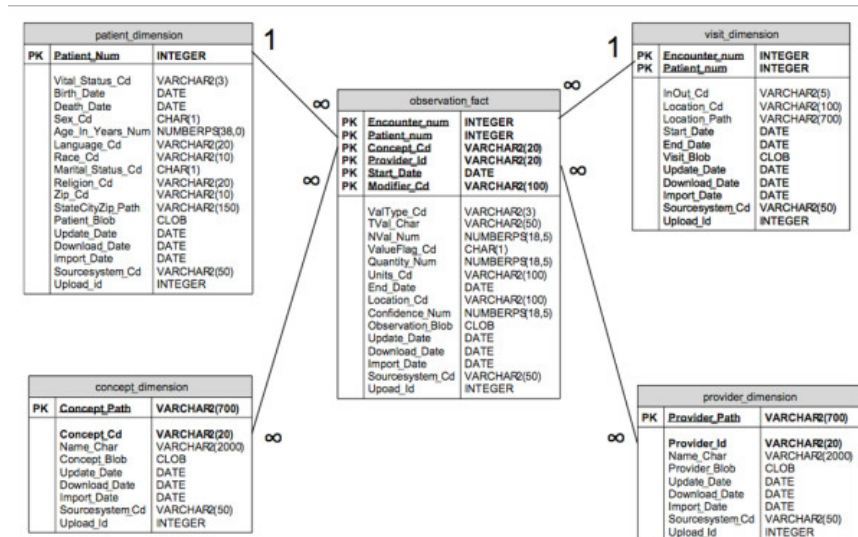 patient_dimension
PK Patient_Num INTEGER
Vital_Status_Cd VARCHAR2(3)
Birth_Date DATE
Death_Date DATE
Sex_Cd CHAR(1)
Age_In_Years_Num NUMBERPS(38,0)
Language_Cd VARCHAR2(20)
Race_Cd VARCHAR2(10)
Marital_Status_Cd CHAR(1)
Religion_Cd VARCHAR2(20)
Zip_Cd VARCHAR2(10)
StateCityZip_Path VARCHAR2(150)
Patient_Blob CLOB
Update_Date DATE
Download_Date DATE
Import_Date DATE
Sourcesystem_Cd VARCHAR2(50)
Upload_id INTEGER
1
∞
∞
observation_fact
PK Encounter_num INTEGER
PK Patient_num INTEGER
PK Concept_Cd VARCHAR2(20)
PK Provider_Id VARCHAR2(20)
PK Start_Date DATE
PK Modifier_Cd VARCHAR2(100)
ValType_Cd VARCHAR2(3)
TVal_Char VARCHAR2(50)
NVal_Num NUMBERPS(18,5)
ValueFlag_Cd CHAR(1)
Quantity_Num NUMBERPS(18,5)
Units_Cd VARCHAR2(100)
End_Date DATE
Location_Cd VARCHAR2(100)
Confidence_Num NUMBERPS(18,5)
Observation_Blob CLOB
Update_Date DATE
Download_Date DATE
Import_Date DATE
Sourcesystem_Cd VARCHAR2(50)
Upoad_Id INTEGER
1
∞
∞
visit_dimension
PK Encounter_num INTEGER
PK Patient_num INTEGER
InOut_Cd VARCHAR2(5)
Location_Cd VARCHAR2(100)
Location_Path VARCHAR2(700)
Start_Date DATE
End_Date DATE
Visit_Blob CLOB
Update_Date DATE
Download_Date DATE
Import_Date DATE
Sourcesystem_Cd VARCHAR2(50)
Upload_Id INTEGER
concept_dimension
PK Concept_Path VARCHAR2(700)
Concept_Cd VARCHAR2(20)
Name_Char VARCHAR2(2000)
Concept_Blob CLOB
Update_Date DATE
Download_Date DATE
Import_Date DATE
Sourcesystem_Cd VARCHAR2(50)
Upload_Id INTEGER
∞
∞
provider_dimension
PK Provider_Path VARCHAR2(700)
Provider_Id VARCHAR2(20)
Name_Char VARCHAR2(2000)
Provider_Blob CLOB
Update_Date DATE
Download_Date DATE
Import_Date DATE
Sourcesystem_Cd VARCHAR2(50)
Upload_Id INTEGER